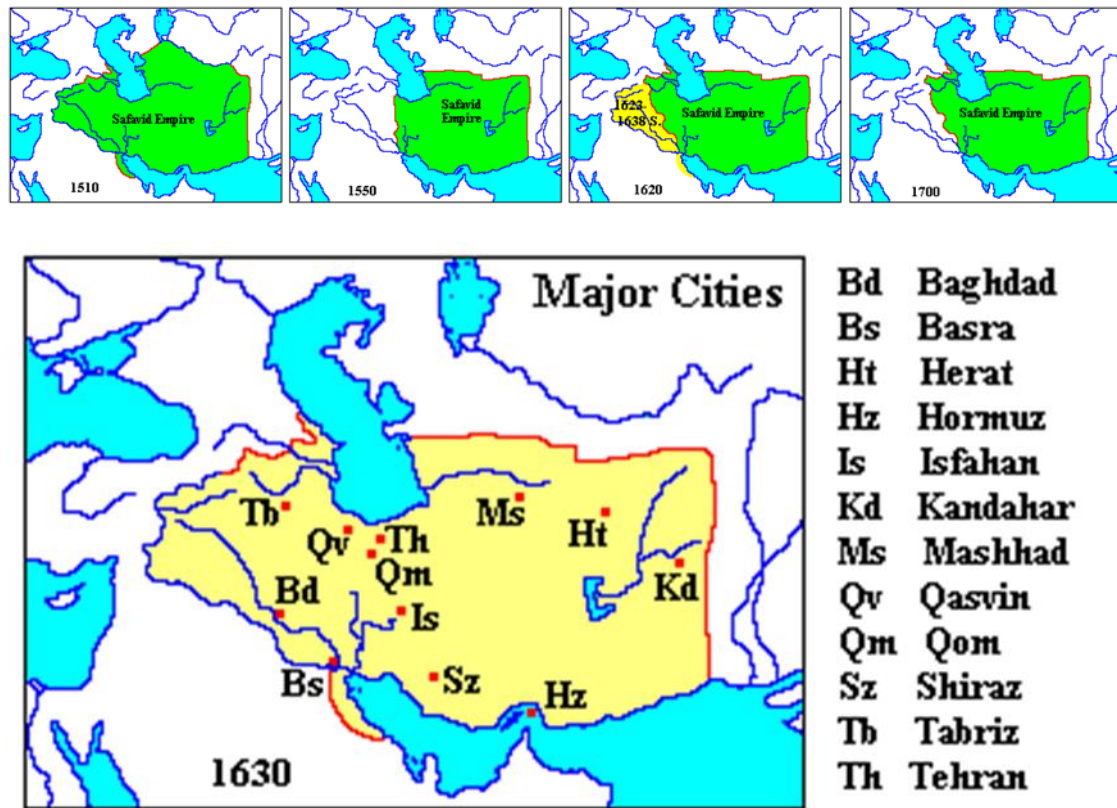 Safavid Empire
1510
Safavid
Empire
1550
1623-
1638 S.
Safavid Empire
1620
Safavid Empire
1700
Major Cities
Tb
Ms
Ht
Qv
Th
Qm
Kd
Bd
Is
Bs
Sz
Hz
1630
Bd Baghdad
Bs Basra
Ht Herat
Hz Hormuz
Is Isfahan
Kd Kandahar
Ms Mashhad
Qv Qasvin
Qm Qom
Sz Shiraz
Tb Tabriz
Th Tehran